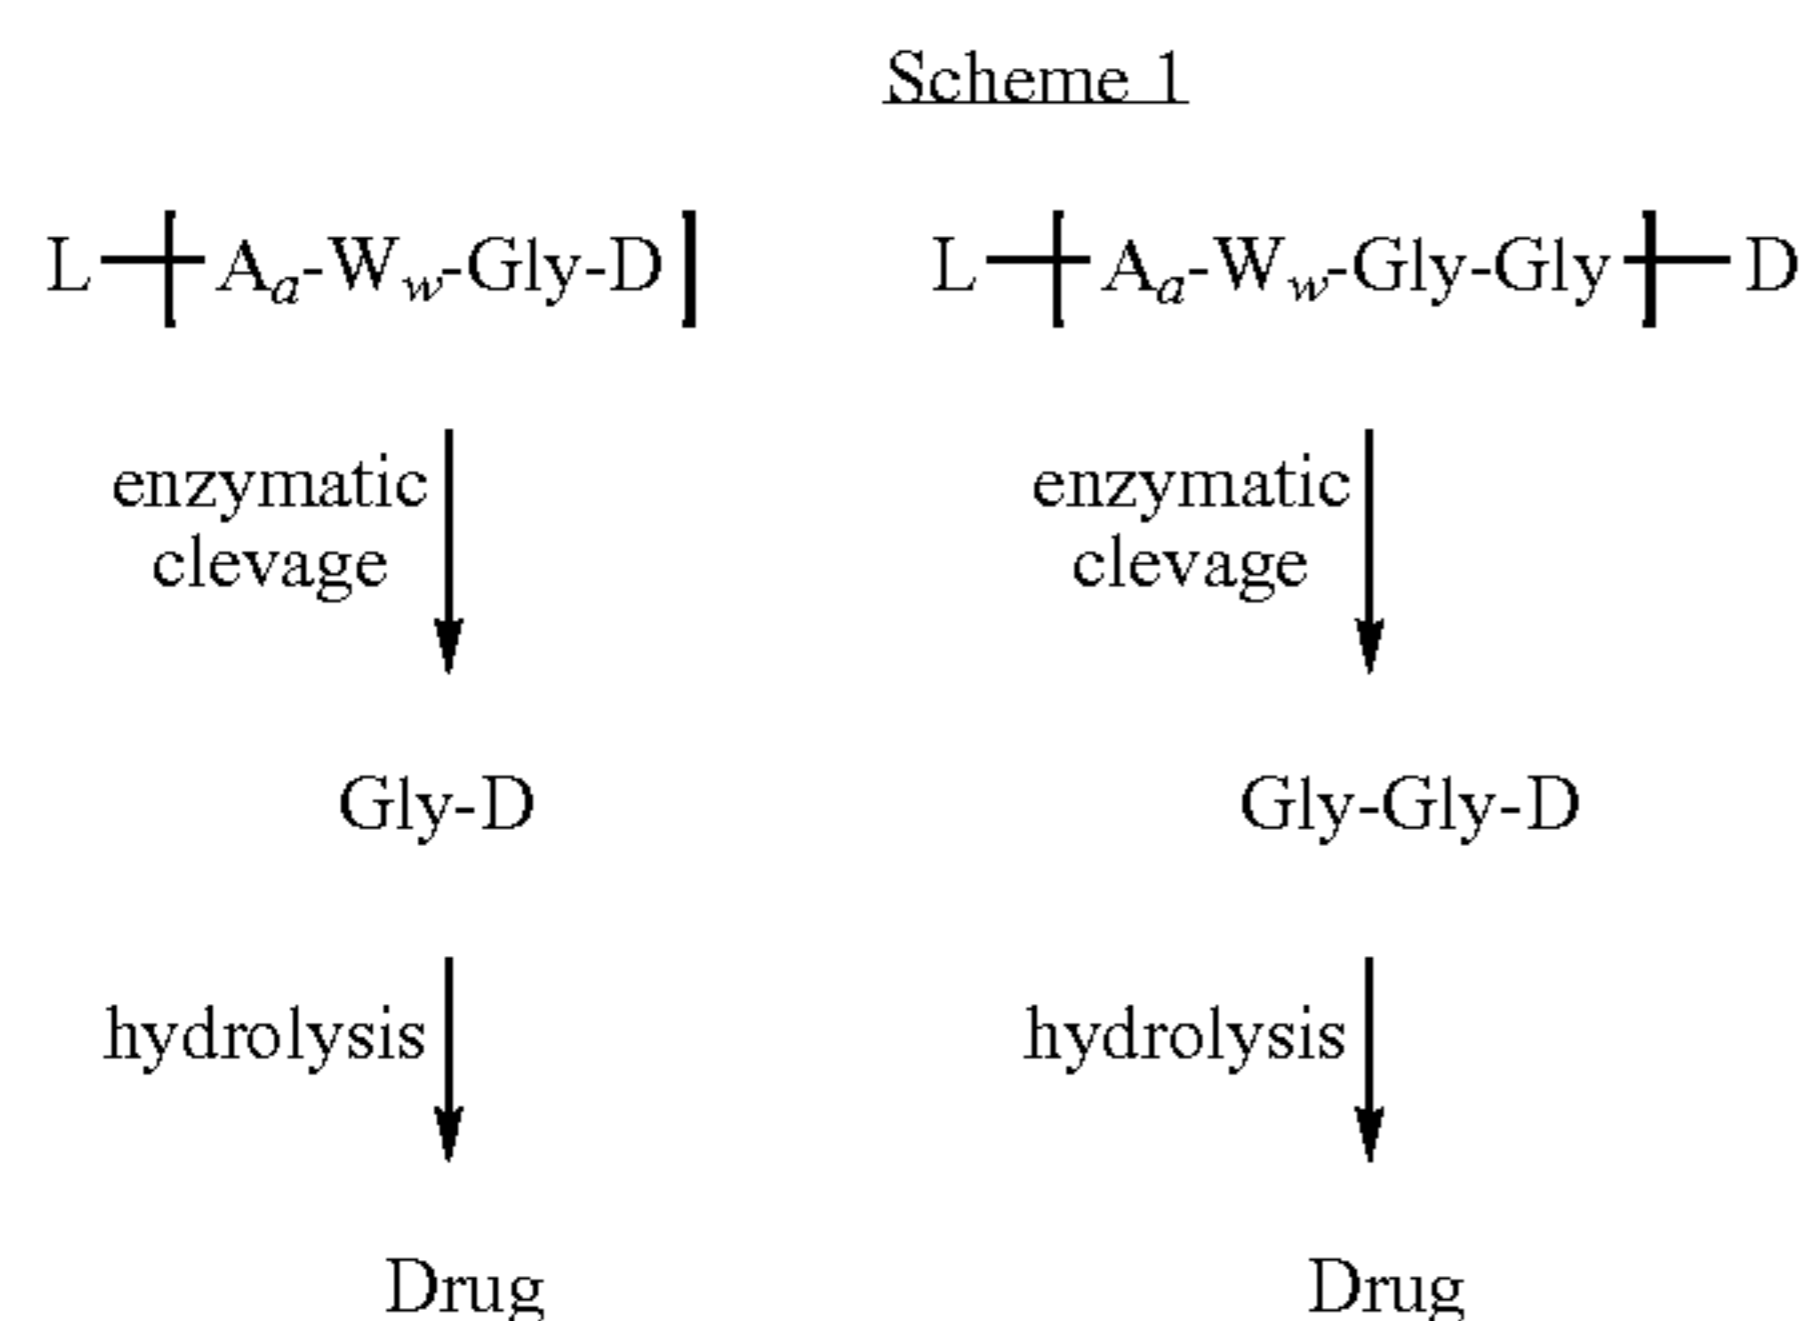 Scheme 1
L-[-Aa-Ww-Gly-D]
L-[-Aa-Ww-Gly-Gly-]-D
enzymatic
clevage
enzymatic
clevage
Gly-D
Gly-Gly-D
hydrolysis
hydrolysis
Drug
Drug